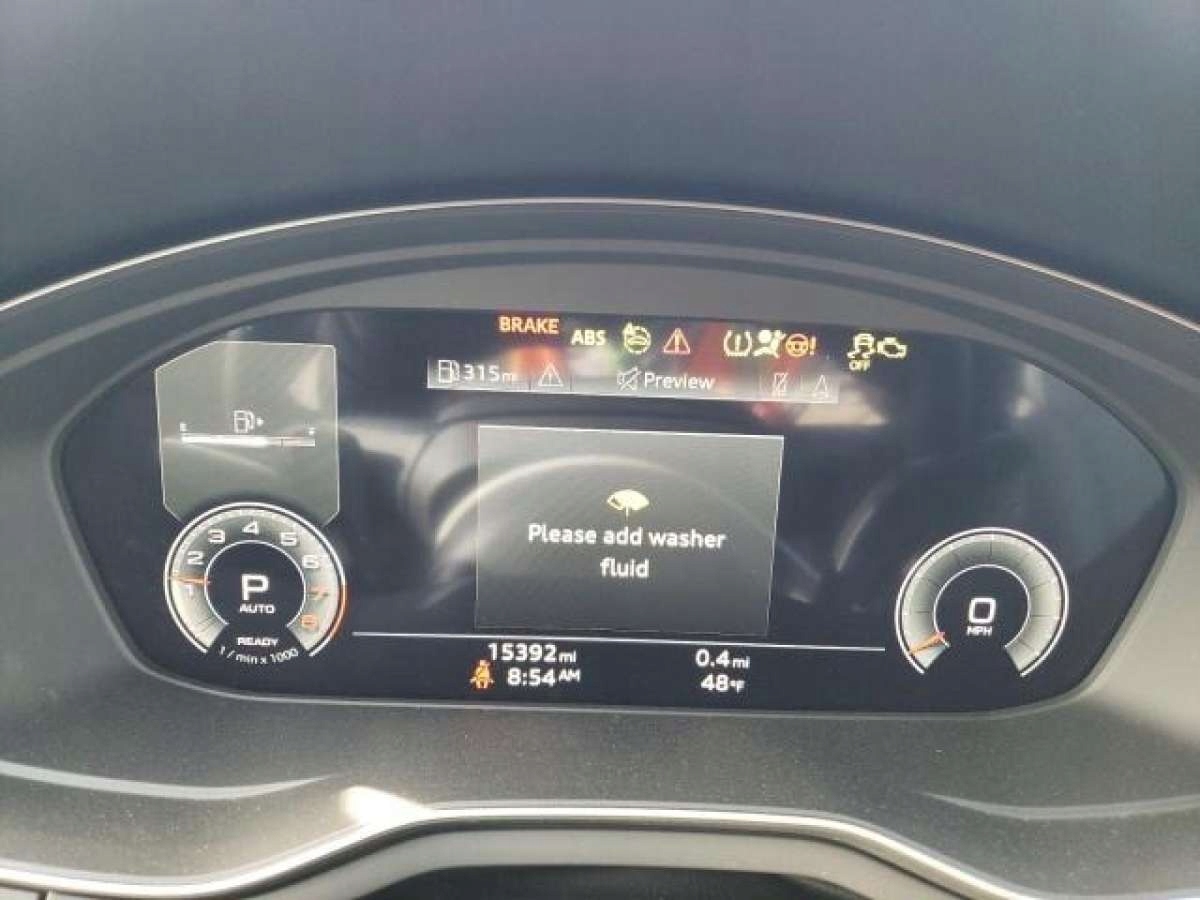 BRAKE
ABS
OFF
315mi
Preview
Please add washer
fluid
1 2 3 4 5 6 7 8
P
AUTO
READY
1 / min x 1000
0
MPH
15392mi
0.4mi
8:54AM
48°F